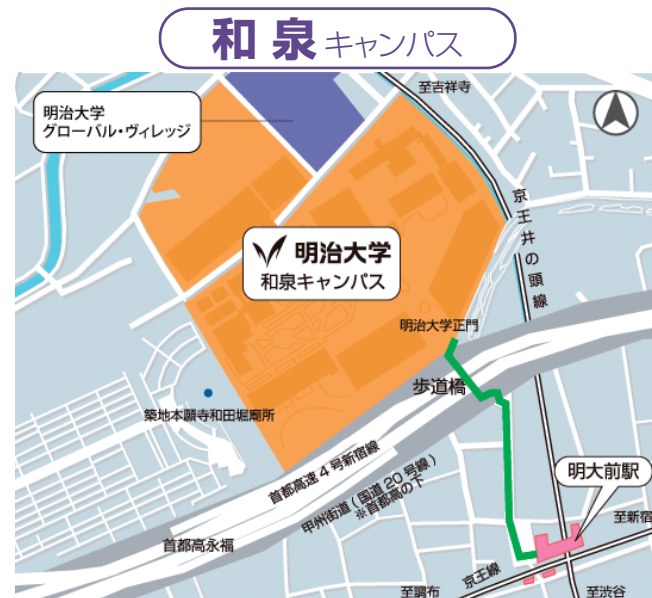 和泉キャンパス
至吉祥寺
明治大学
グローバル・ヴィレッジ
京王井の頭線
明治大学
和泉キャンパス
明治大学正門
歩道橋
築地本願寺和田堀廟所
首都高速4号新宿線
甲州街道(国道20号線)
※首都高の下
明大前駅
首都高永福
至新宿
京王線
至調布
至渋谷